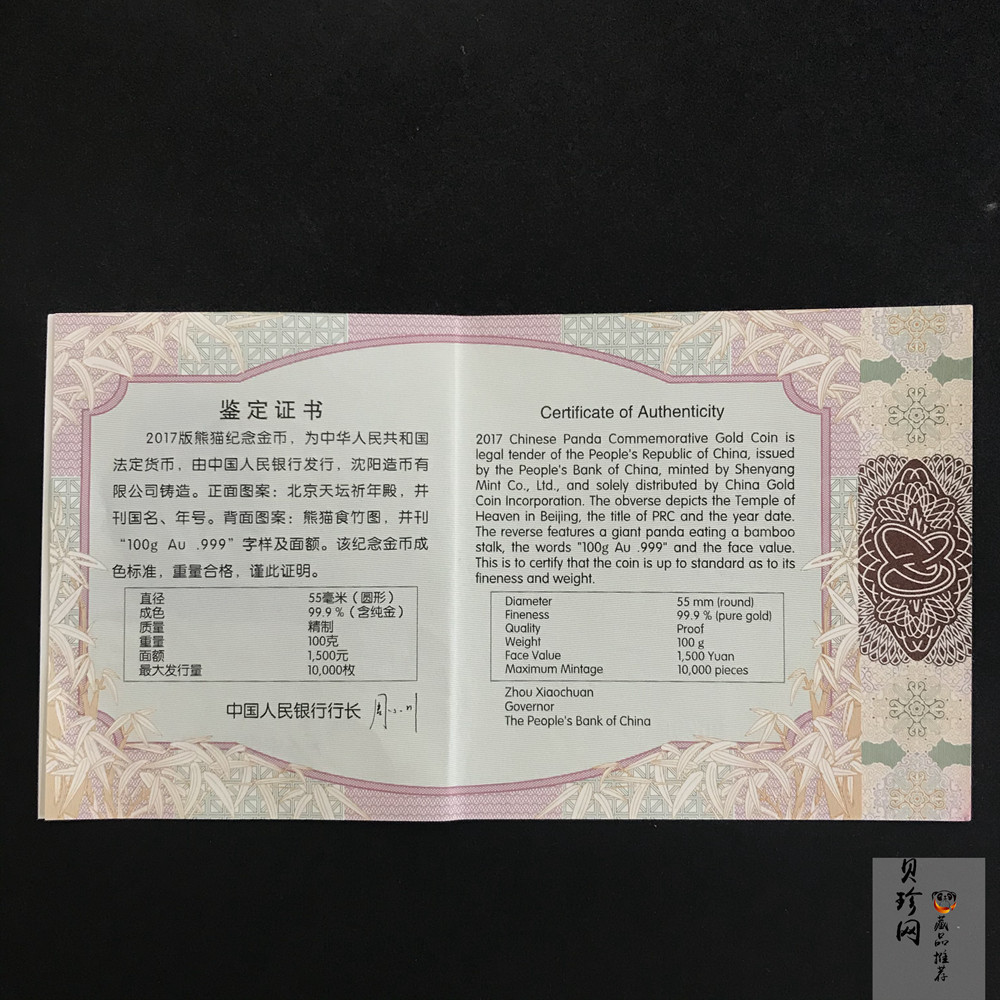 鉴定证书
2017版熊猫纪念金币，为中华人民共和国
法定货币，由中国人民银行发行，沈阳造币有
限公司铸造。正面图案：北京天坛祈年殿，并
刊国名、年号。背面图案：熊猫食竹图，并刊
“100g Au .999”字样及面额。该纪念金币成
色标准，重量合格，谨此证明。
直径 55毫米（圆形）
成色 99.9 %（含纯金）
质量 精制
重量 100克
面额 1,500元
最大发行量 10,000枚
中国人民银行行长
Certificate of Authenticity
2017 Chinese Panda Commemorative Gold Coin is
legal tender of the People's Republic of China, issued
by the People's Bank of China, minted by Shenyang
Mint Co., Ltd., and solely distributed by China Gold
Coin Incorporation. The obverse depicts the Temple of
Heaven in Beijing, the title of PRC and the year date.
The reverse features a giant panda eating a bamboo
stalk, the words "100g Au .999" and the face value.
This is to certify that the coin is up to standard as to its
fineness and weight.
Diameter 55 mm (round)
Fineness 99.9 % (pure gold)
Quality Proof
Weight 100 g
Face Value 1,500 Yuan
Maximum Mintage 10,000 pieces
Zhou Xiaochuan
Governor
The People's Bank of China
贝珍网
藏品推荐